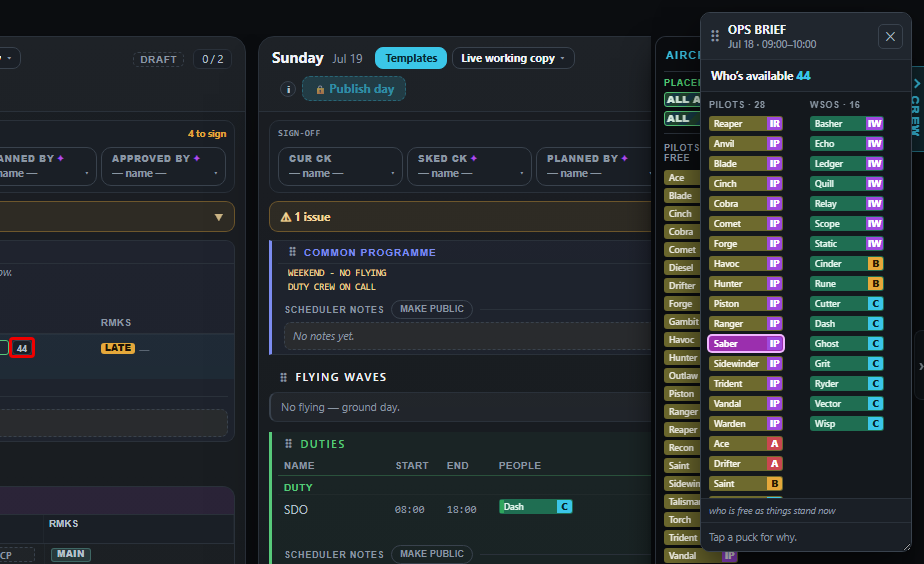 DRAFT
0 / 2
4 to sign
ANNED BY ✦
name —
APPROVED BY ✦
— name —
ow.
RMKS
44
LATE —
RMKS
CP
MAIN
Sunday Jul 19
Templates
Live working copy
i
Publish day
SIGN-OFF
CUR CK
— name —
SKED CK ✦
— name —
PLANNED BY ✦
— name —
1 issue
COMMON PROGRAMME
WEEKEND - NO FLYING
DUTY CREW ON CALL
SCHEDULER NOTES MAKE PUBLIC
No notes yet.
FLYING WAVES
No flying — ground day.
DUTIES
NAME START END PEOPLE
DUTY
SDO 08:00 18:00 Dash C
SCHEDULER NOTES MAKE PUBLIC
AIRC
PLACE
ALL A
ALL
PILOTS
FREE
Ace
Blade
Cinch
Cobra
Comet
Diesel
Drifter
Forge
Gambit
Havoc
Hunter
Outlaw
Piston
Ranger
Reaper
Recon
Saint
Sidewin
Talisma
Torch
Trident
Vandal IP
OPS BRIEF
Jul 18 · 09:00–10:00
Who's available 44
PILOTS · 28
Reaper IR
Anvil IP
Blade IP
Cinch IP
Cobra IP
Comet IP
Forge IP
Havoc IP
Hunter IP
Piston IP
Ranger IP
Saber IP
Sidewinder IP
Trident IP
Vandal IP
Warden IP
Ace A
Drifter A
Saint B
WSOS · 16
Basher IW
Echo IW
Ledger IW
Quill IW
Relay IW
Scope IW
Static IW
Cinder B
Rune B
Cutter C
Dash C
Ghost C
Grit C
Ryder C
Vector C
Wisp C
who is free as things stand now
Tap a puck for why.
CREW